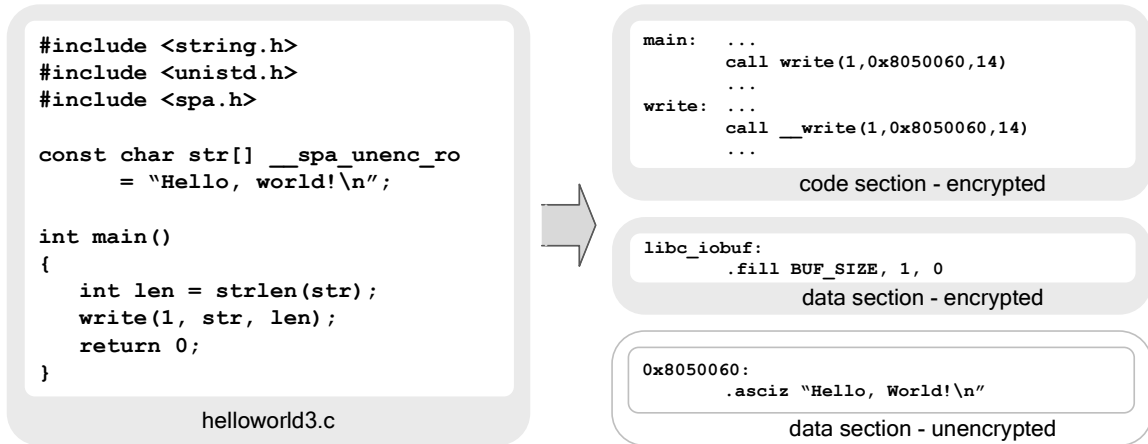 #include <string.h>
#include <unistd.h>
#include <spa.h>
const char str[] __spa_unenc_ro
= “Hello, world!\n”;
int main()
{
int len = strlen(str);
write(1, str, len);
return 0;
}
helloworld3.c
main: ...
call write(1,0x8050060,14)
...
write: ...
call __write(1,0x8050060,14)
...
code section - encrypted
libc_iobuf:
.fill BUF_SIZE, 1, 0
data section - encrypted
0x8050060:
.asciz “Hello, World!\n”
data section - unencrypted